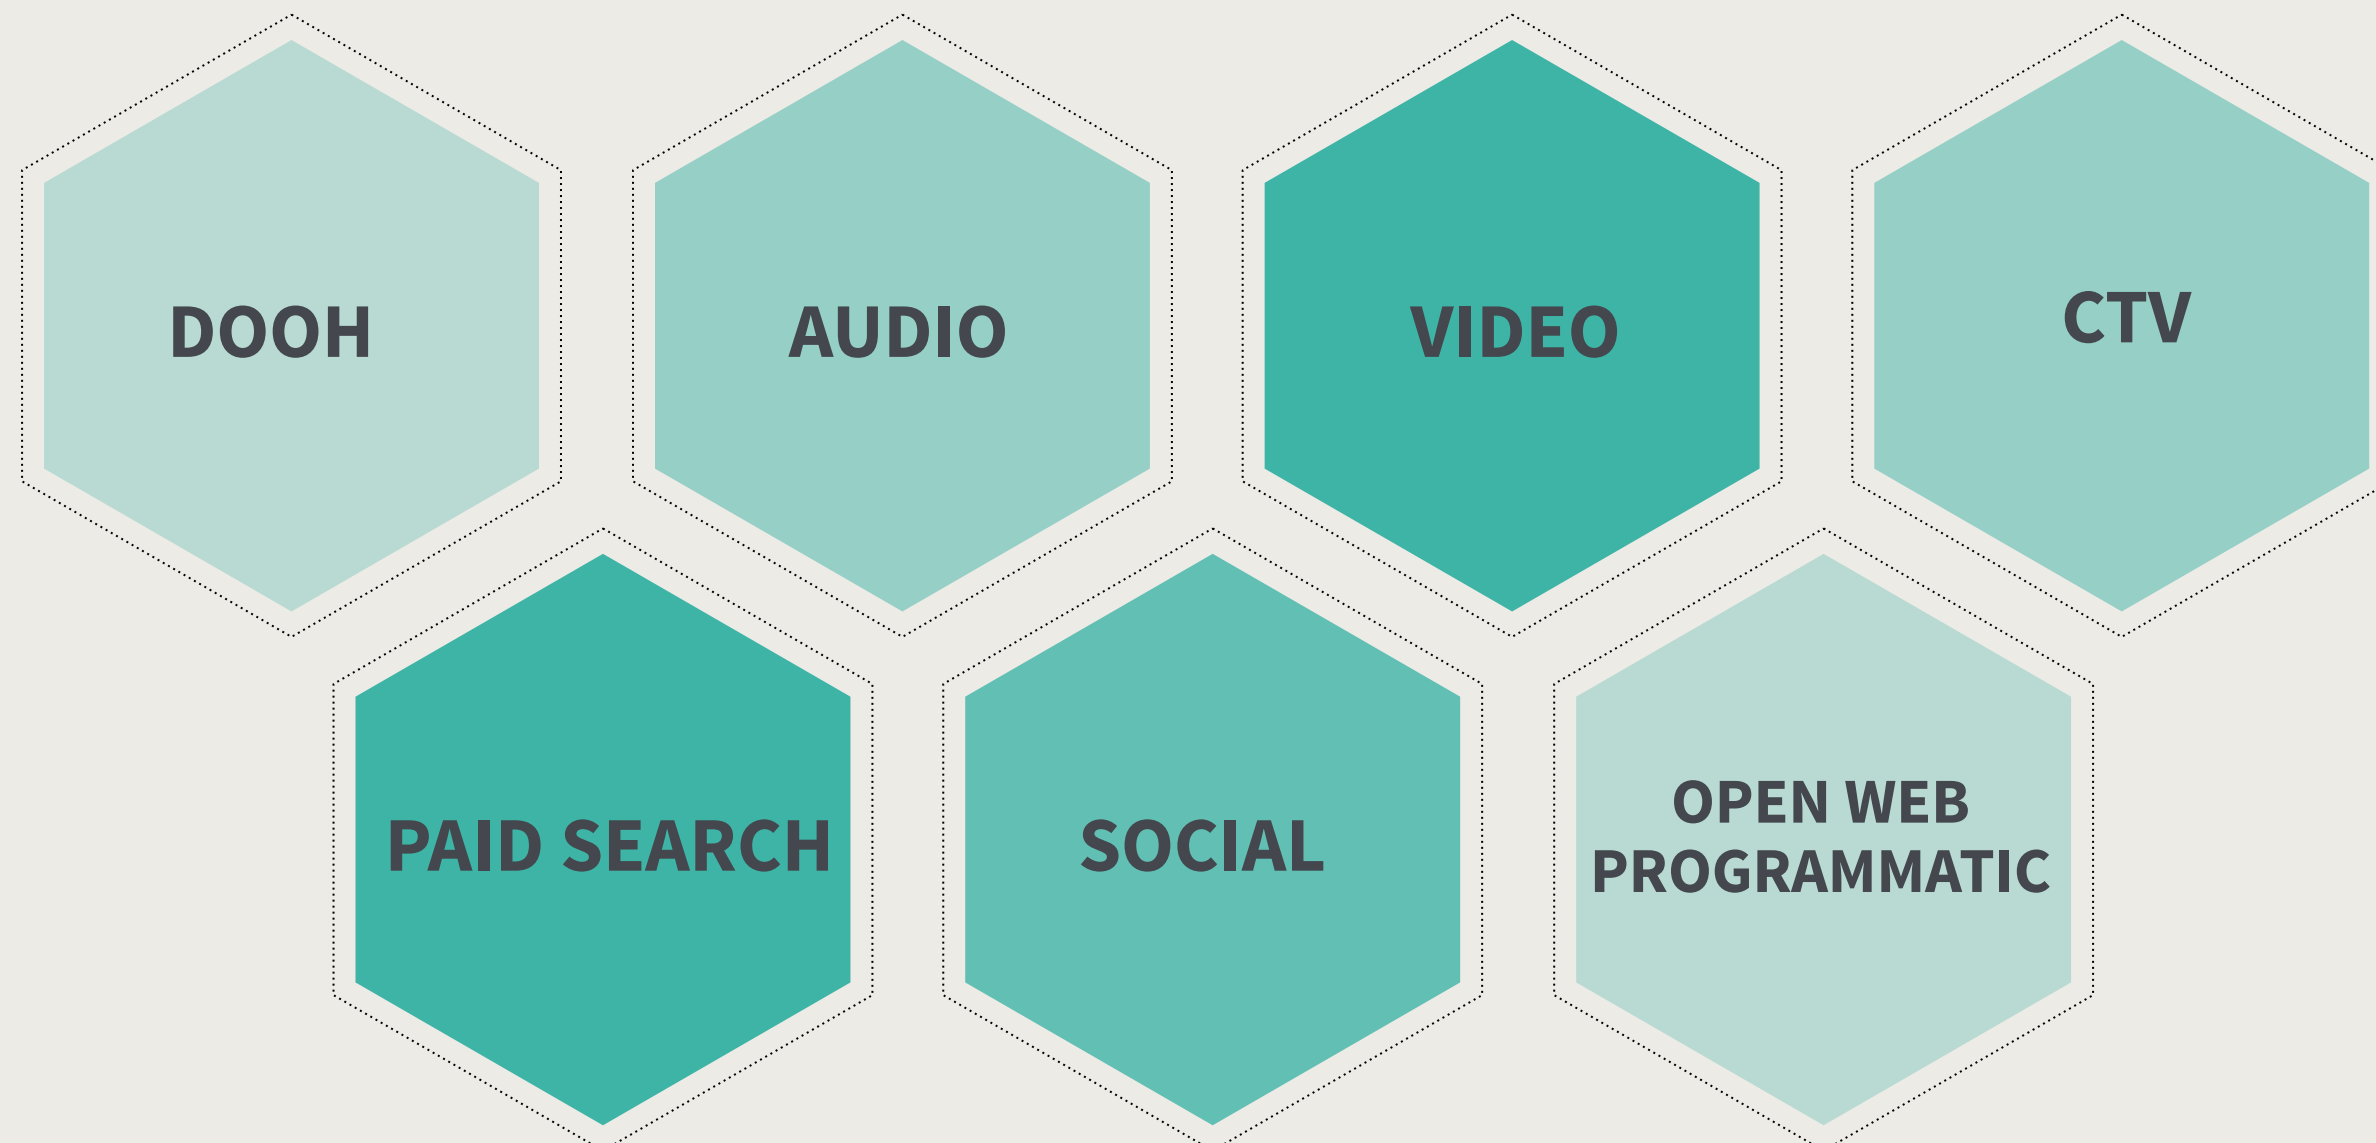 DOOH
AUDIO
VIDEO
CTV
PAID SEARCH
SOCIAL
OPEN WEB
PROGRAMMATIC